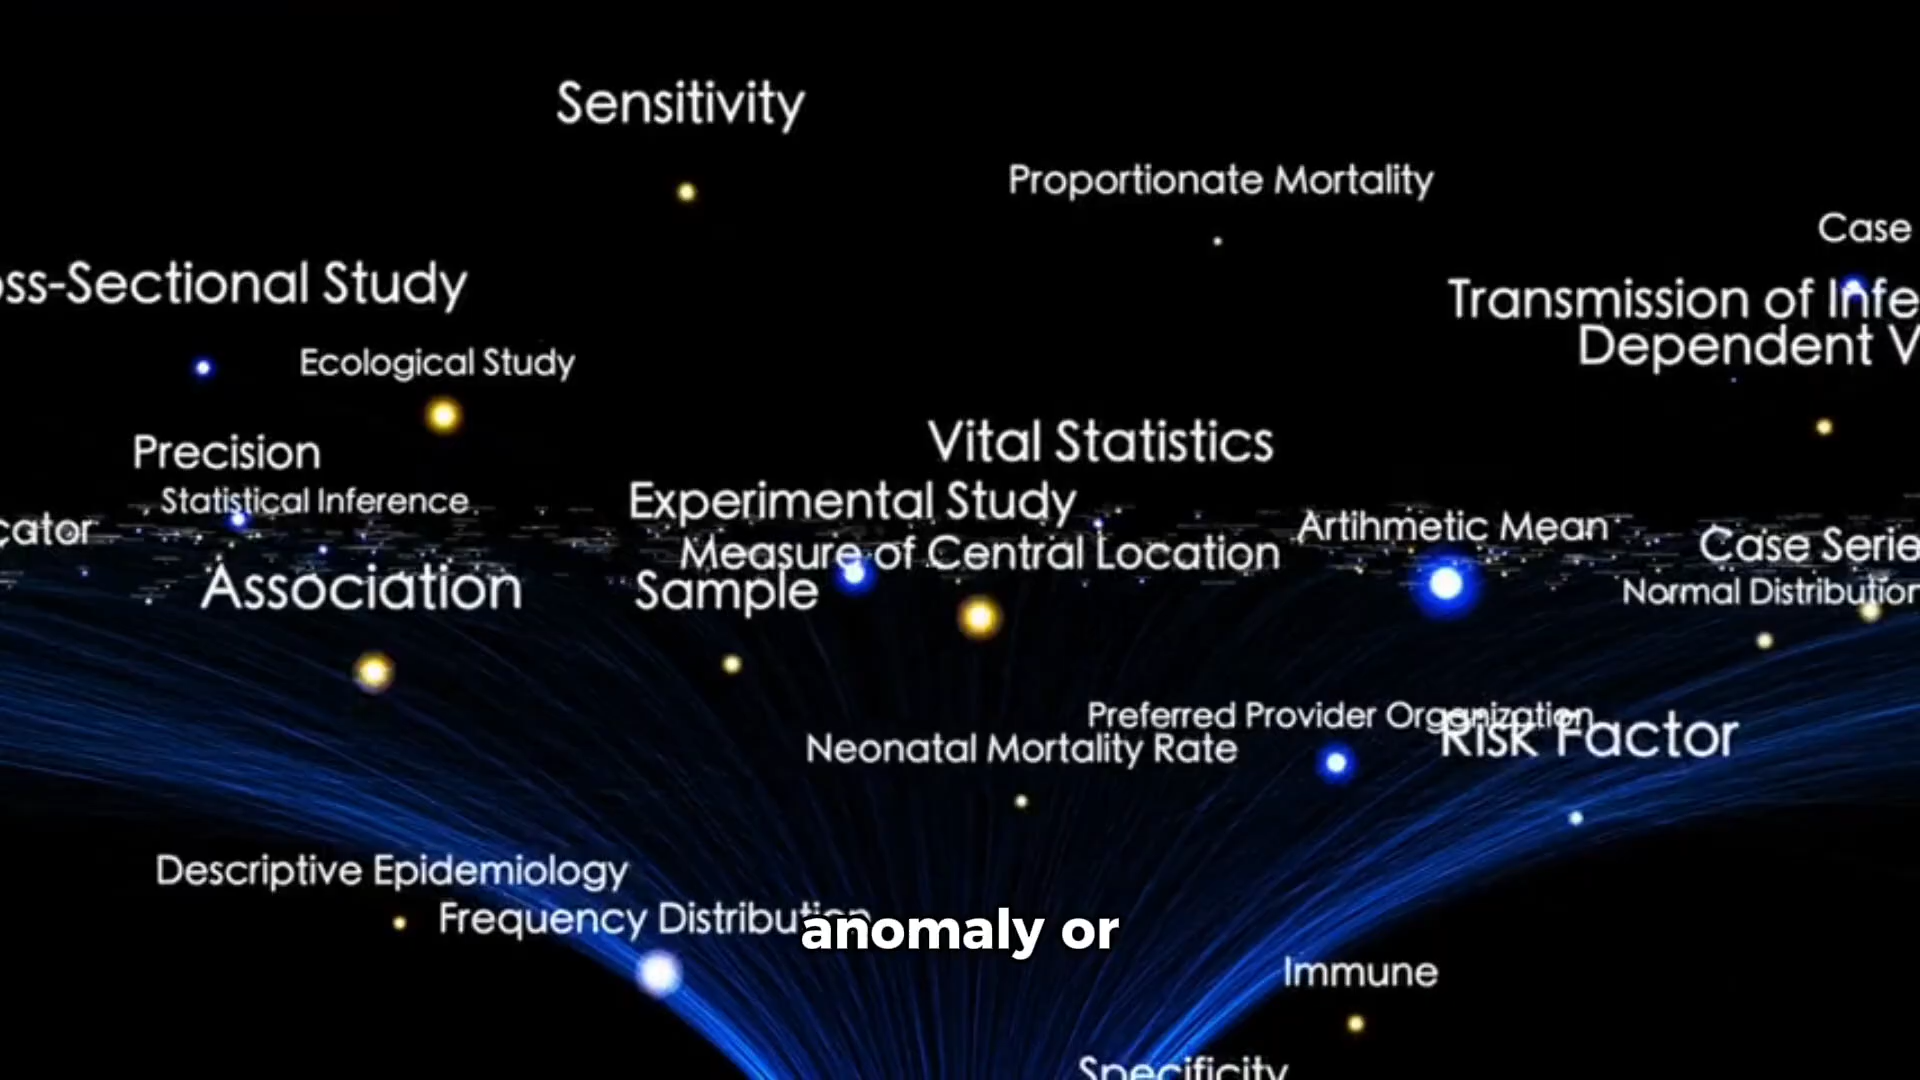 Sensitivity
Proportionate Mortality
Case
oss-Sectional Study
Transmission of Infe
Dependent V
Ecological Study
Vital Statistics
Precision
Statistical Inference
Experimental Study
cator
Artihmetic Mean
Case Serie
Measure of Central Location
Association
Sample
Normal Distribution
Preferred Provider Organization
Risk Factor
Neonatal Mortality Rate
Descriptive Epidemiology
Frequency Distribution
anomaly or
Immune
Specificity